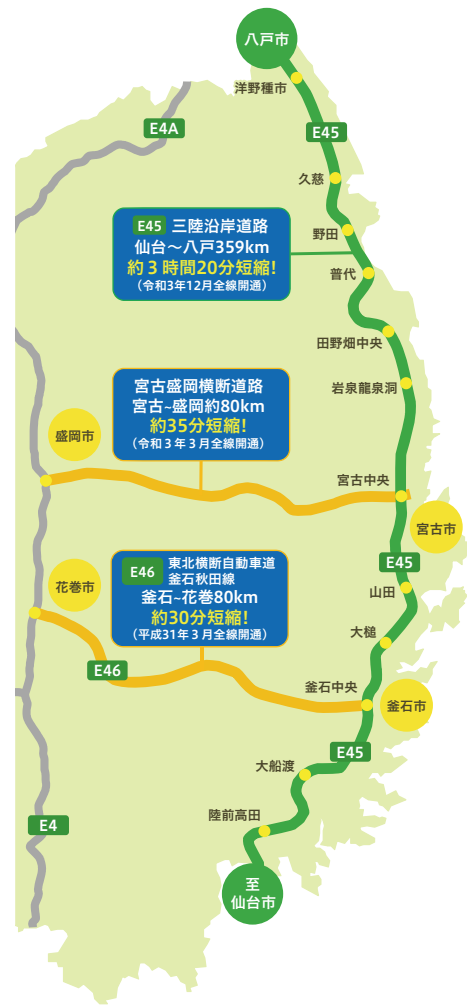 八戸市
洋野種市
E4A
E45
久慈
E45 三陸沿岸道路
仙台～八戸359km
約3時間20分短縮!
(令和3年12月全線開通)
野田
普代
田野畑中央
宮古盛岡横断道路
宮古~盛岡約80km
約35分短縮!
(令和3年3月全線開通)
岩泉龍泉洞
盛岡市
宮古中央
宮古市
E46 東北横断自動車道
釜石秋田線
釜石~花巻80km
約30分短縮!
(平成31年3月全線開通)
E45
花巻市
山田
大槌
E46
釜石中央
釜石市
E45
大船渡
陸前高田
E4
至
仙台市